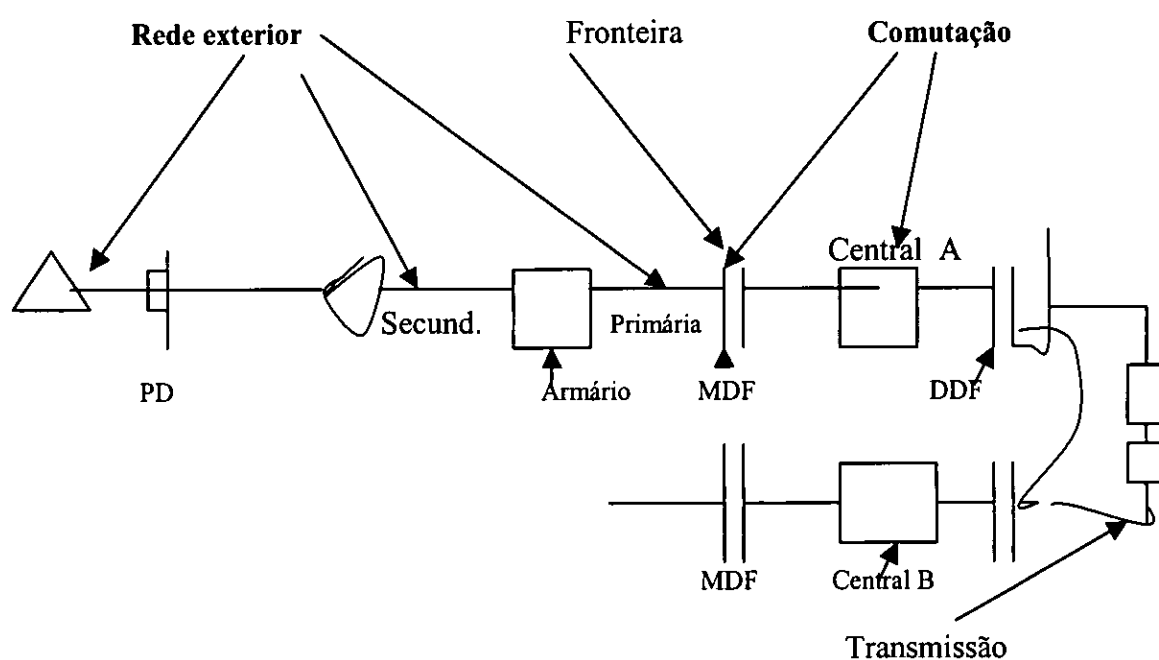 Rede exterior Fronteira Comutação
Central A
Secund. Primária
PD Armário MDF DDF
MDF Central B
Transmissão